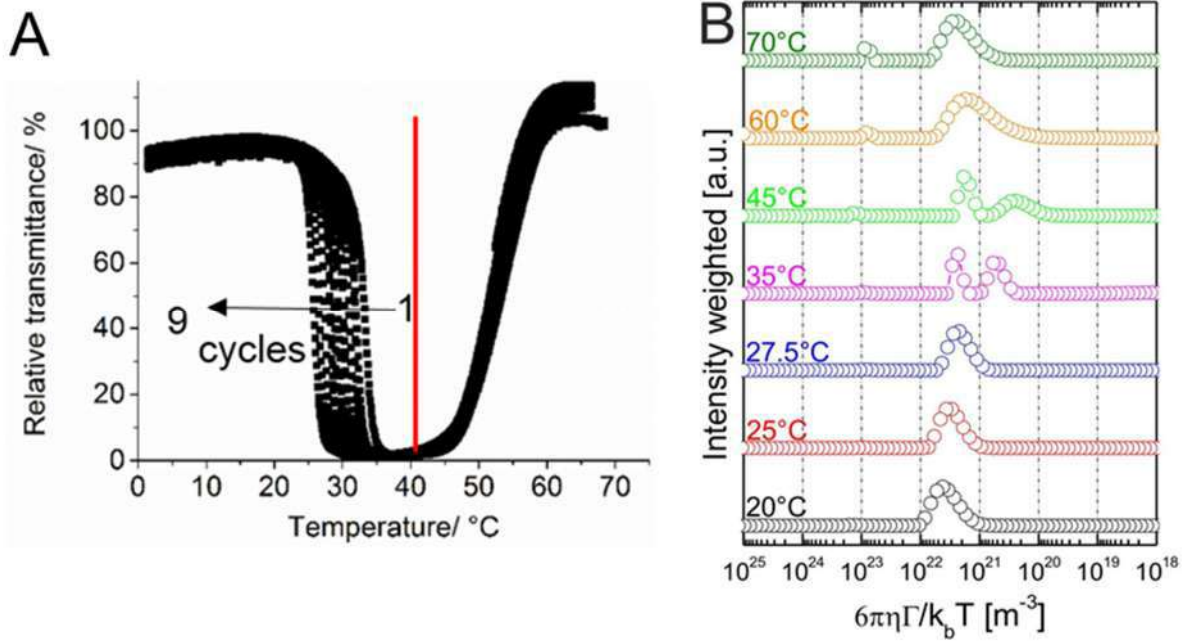 A
Relative transmittance/ %
100
80
60
40
20
0
9
1
cycles
0 10 20 30 40 50 60 70
Temperature/ °C
B
Intensity weighted [a.u.]
70°C
60°C
45°C
35°C
27.5°C
25°C
20°C
10²⁵ 10²⁴ 10²³ 10²² 10²¹ 10²⁰ 10¹⁹ 10¹⁸
6πηΓ/k_bT [m⁻³]